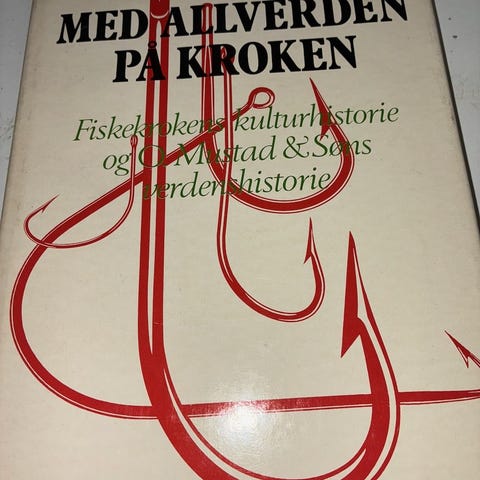 MED ALLVERDEN
PÅ KROKEN
Fiskekrokens kulturhistorie
og O. Mustad & Søns
verdenshistorie